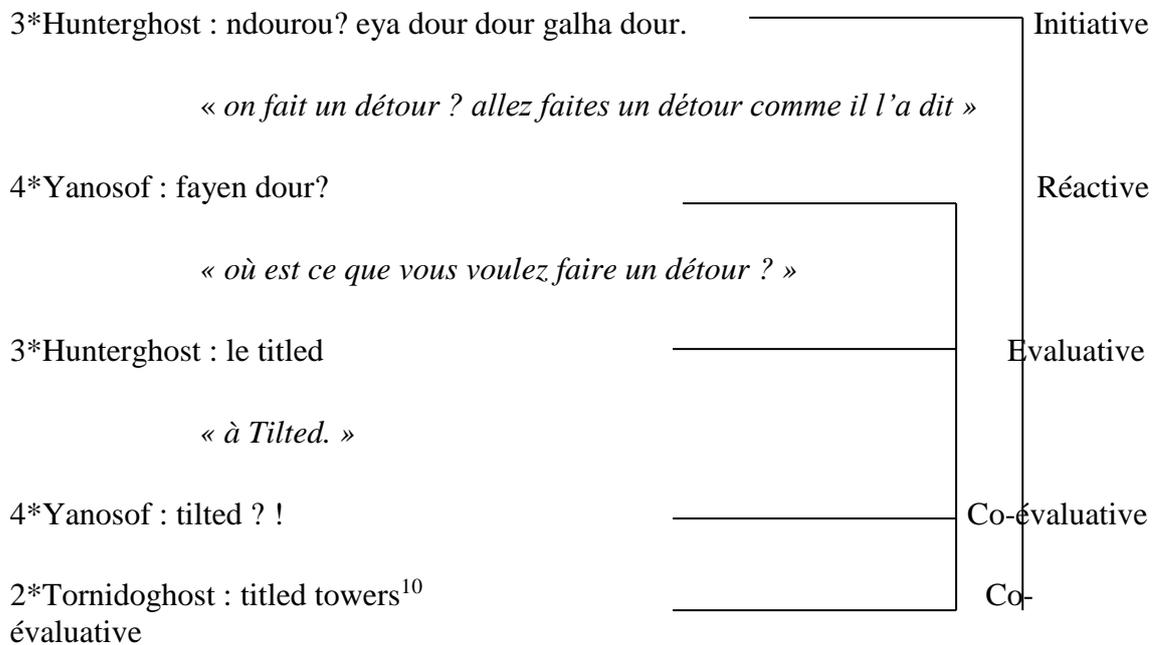 3*Hunterghost : ndourou? eya dour dour galha dour. Initiative
« on fait un détour ? allez faites un détour comme il l’a dit »
4*Yanosof : fayen dour? Réactive
« où est ce que vous voulez faire un détour ? »
3*Hunterghost : le titled Evaluative
« à Tilted. »
4*Yanosof : tilted ? ! Co-évaluative
2*Tornidoghost : titled towers10 Co-
évaluative